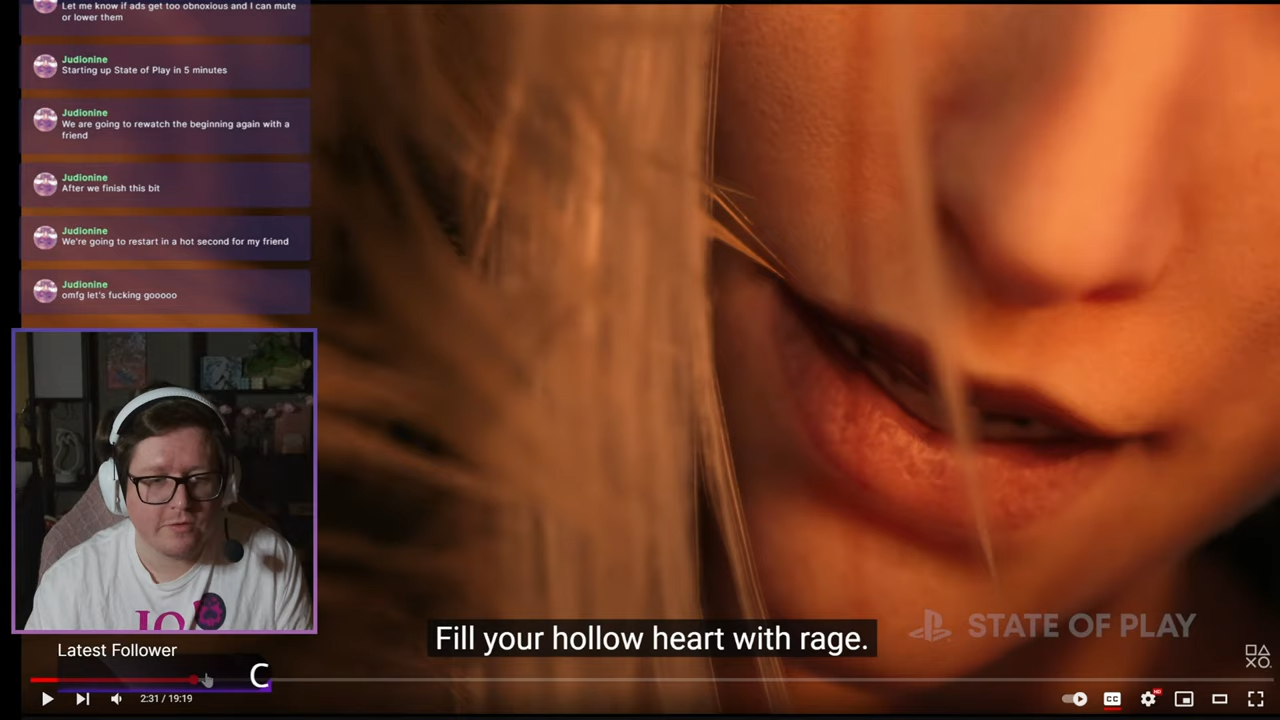 Let me know if ads get too obnoxious and I can mute
or lower them
Judionine
Starting up State of Play in 5 minutes
Judionine
We are going to rewatch the beginning again with a
friend
Judionine
After we finish this bit
Judionine
We're going to restart in a hot second for my friend
Judionine
omfg let's fucking gooooo
Fill your hollow heart with rage.
STATE OF PLAY
Latest Follower
C
2:31 / 19:19
CC
HD